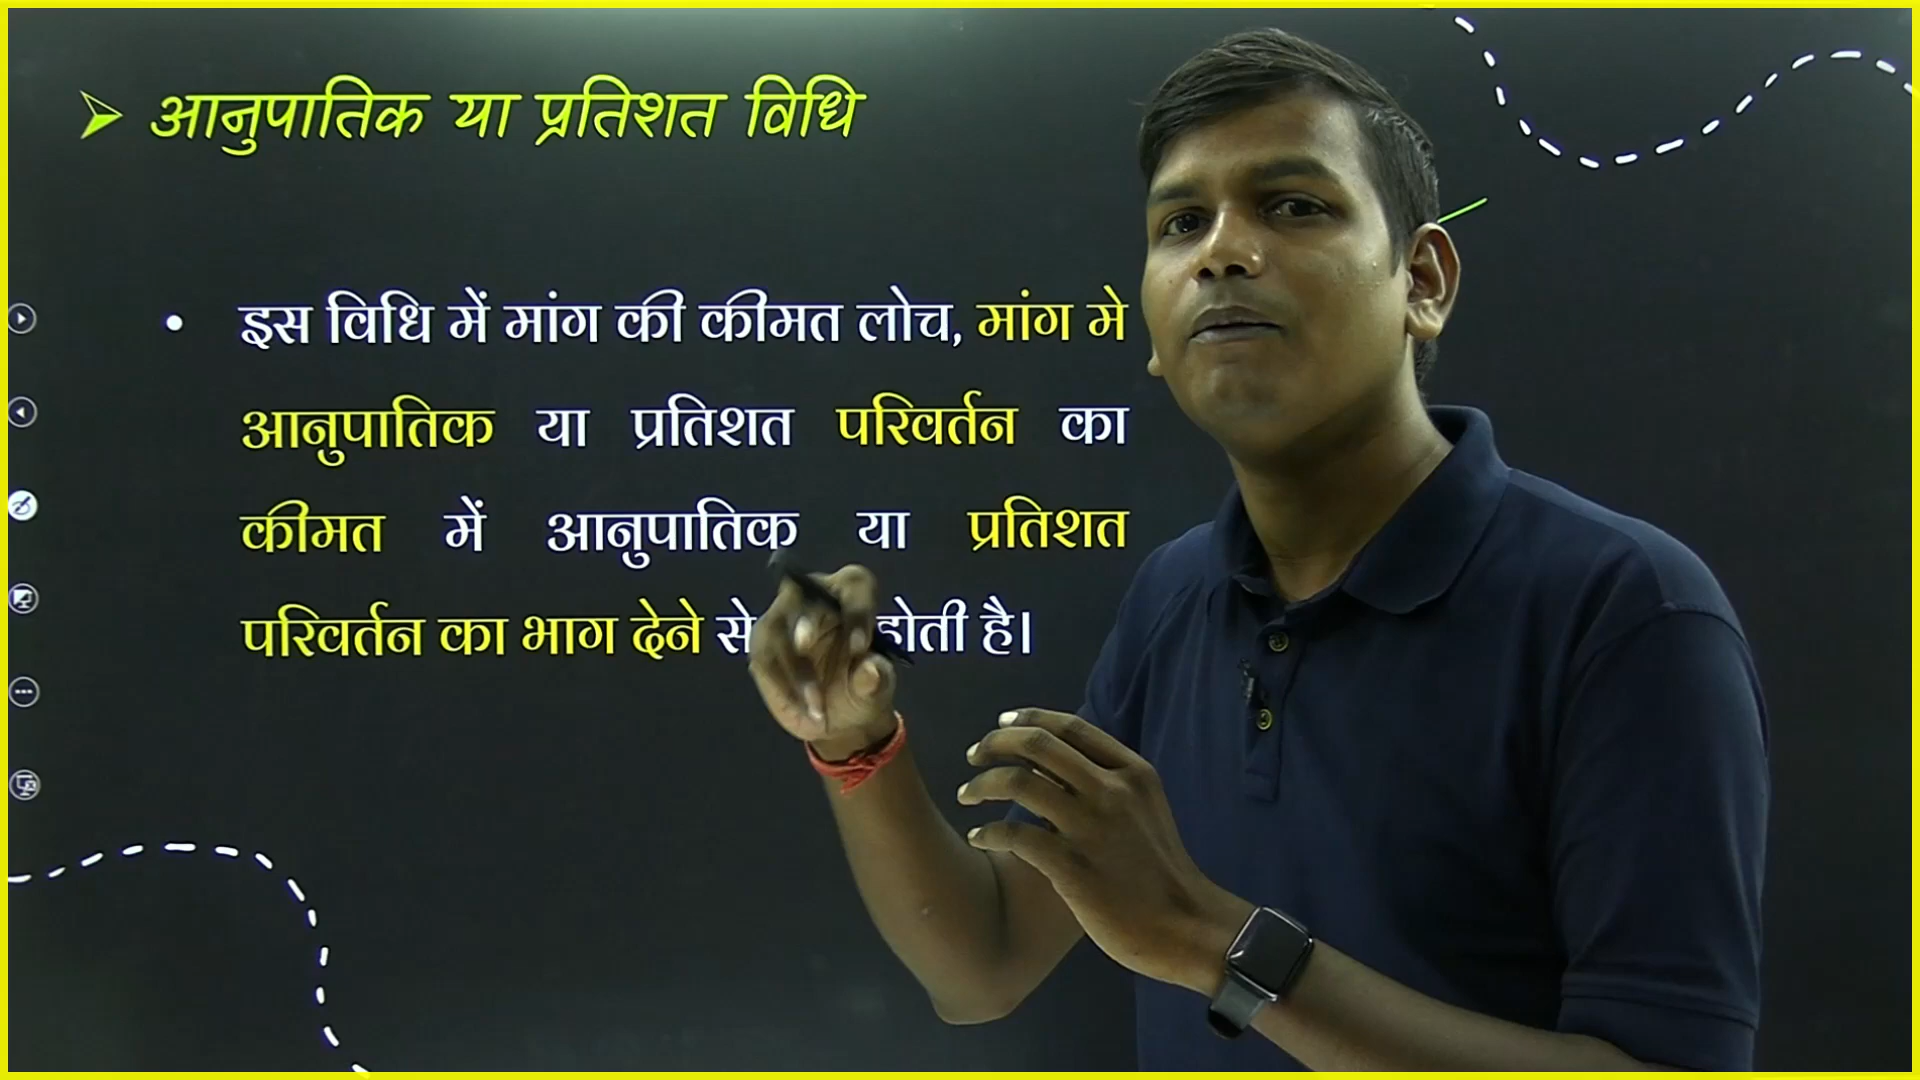 आनुपातिक या प्रतिशत विधि
इस विधि में मांग की कीमत लोच, मांग मे
आनुपातिक या प्रतिशत परिवर्तन का
कीमत में आनुपातिक या प्रतिशत
परिवर्तन का भाग देने से होती है।